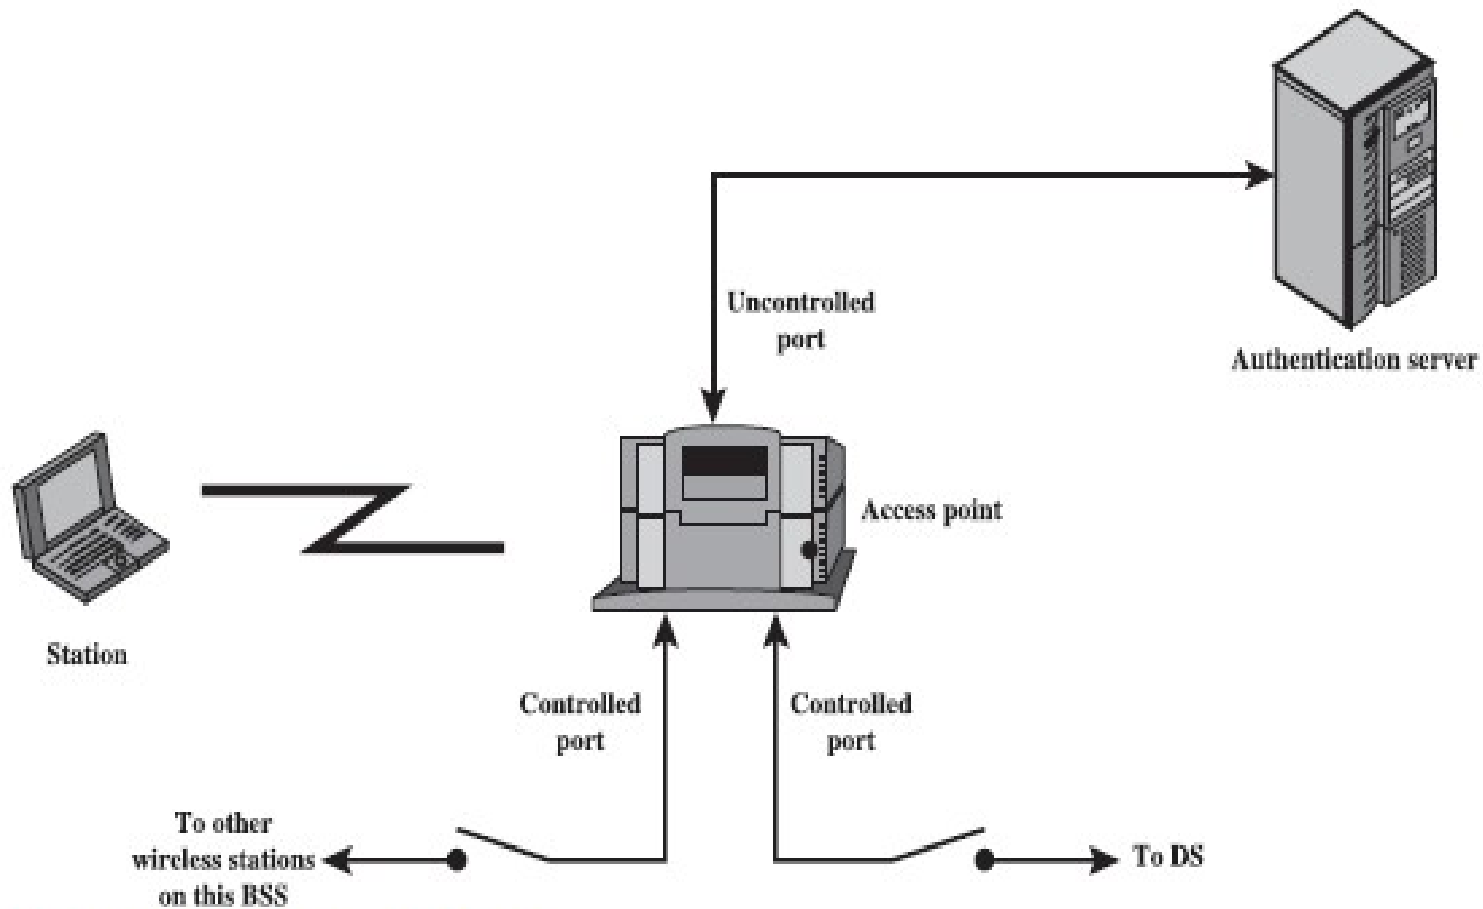 Uncontrolled
port
Authentication server
Access point
Station
Controlled
port
Controlled
port
To other
wireless stations
on this BSS
To DS